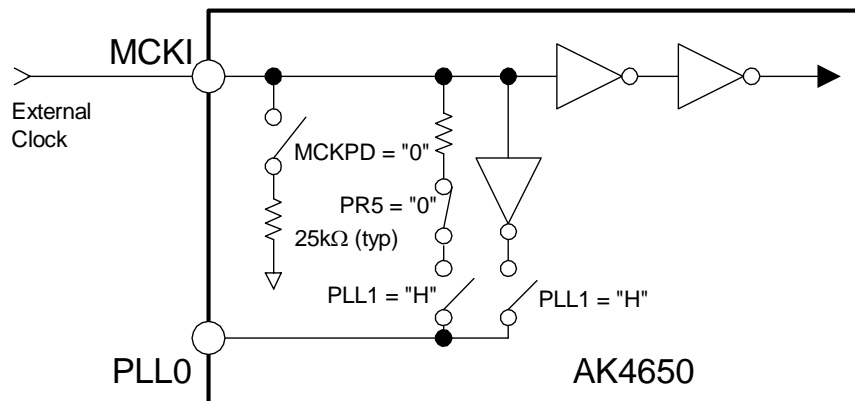 MCKI
External
Clock
MCKPD = "0"
PR5 = "0"
25kΩ (typ)
PLL1 = "H"
PLL1 = "H"
PLL0
AK4650